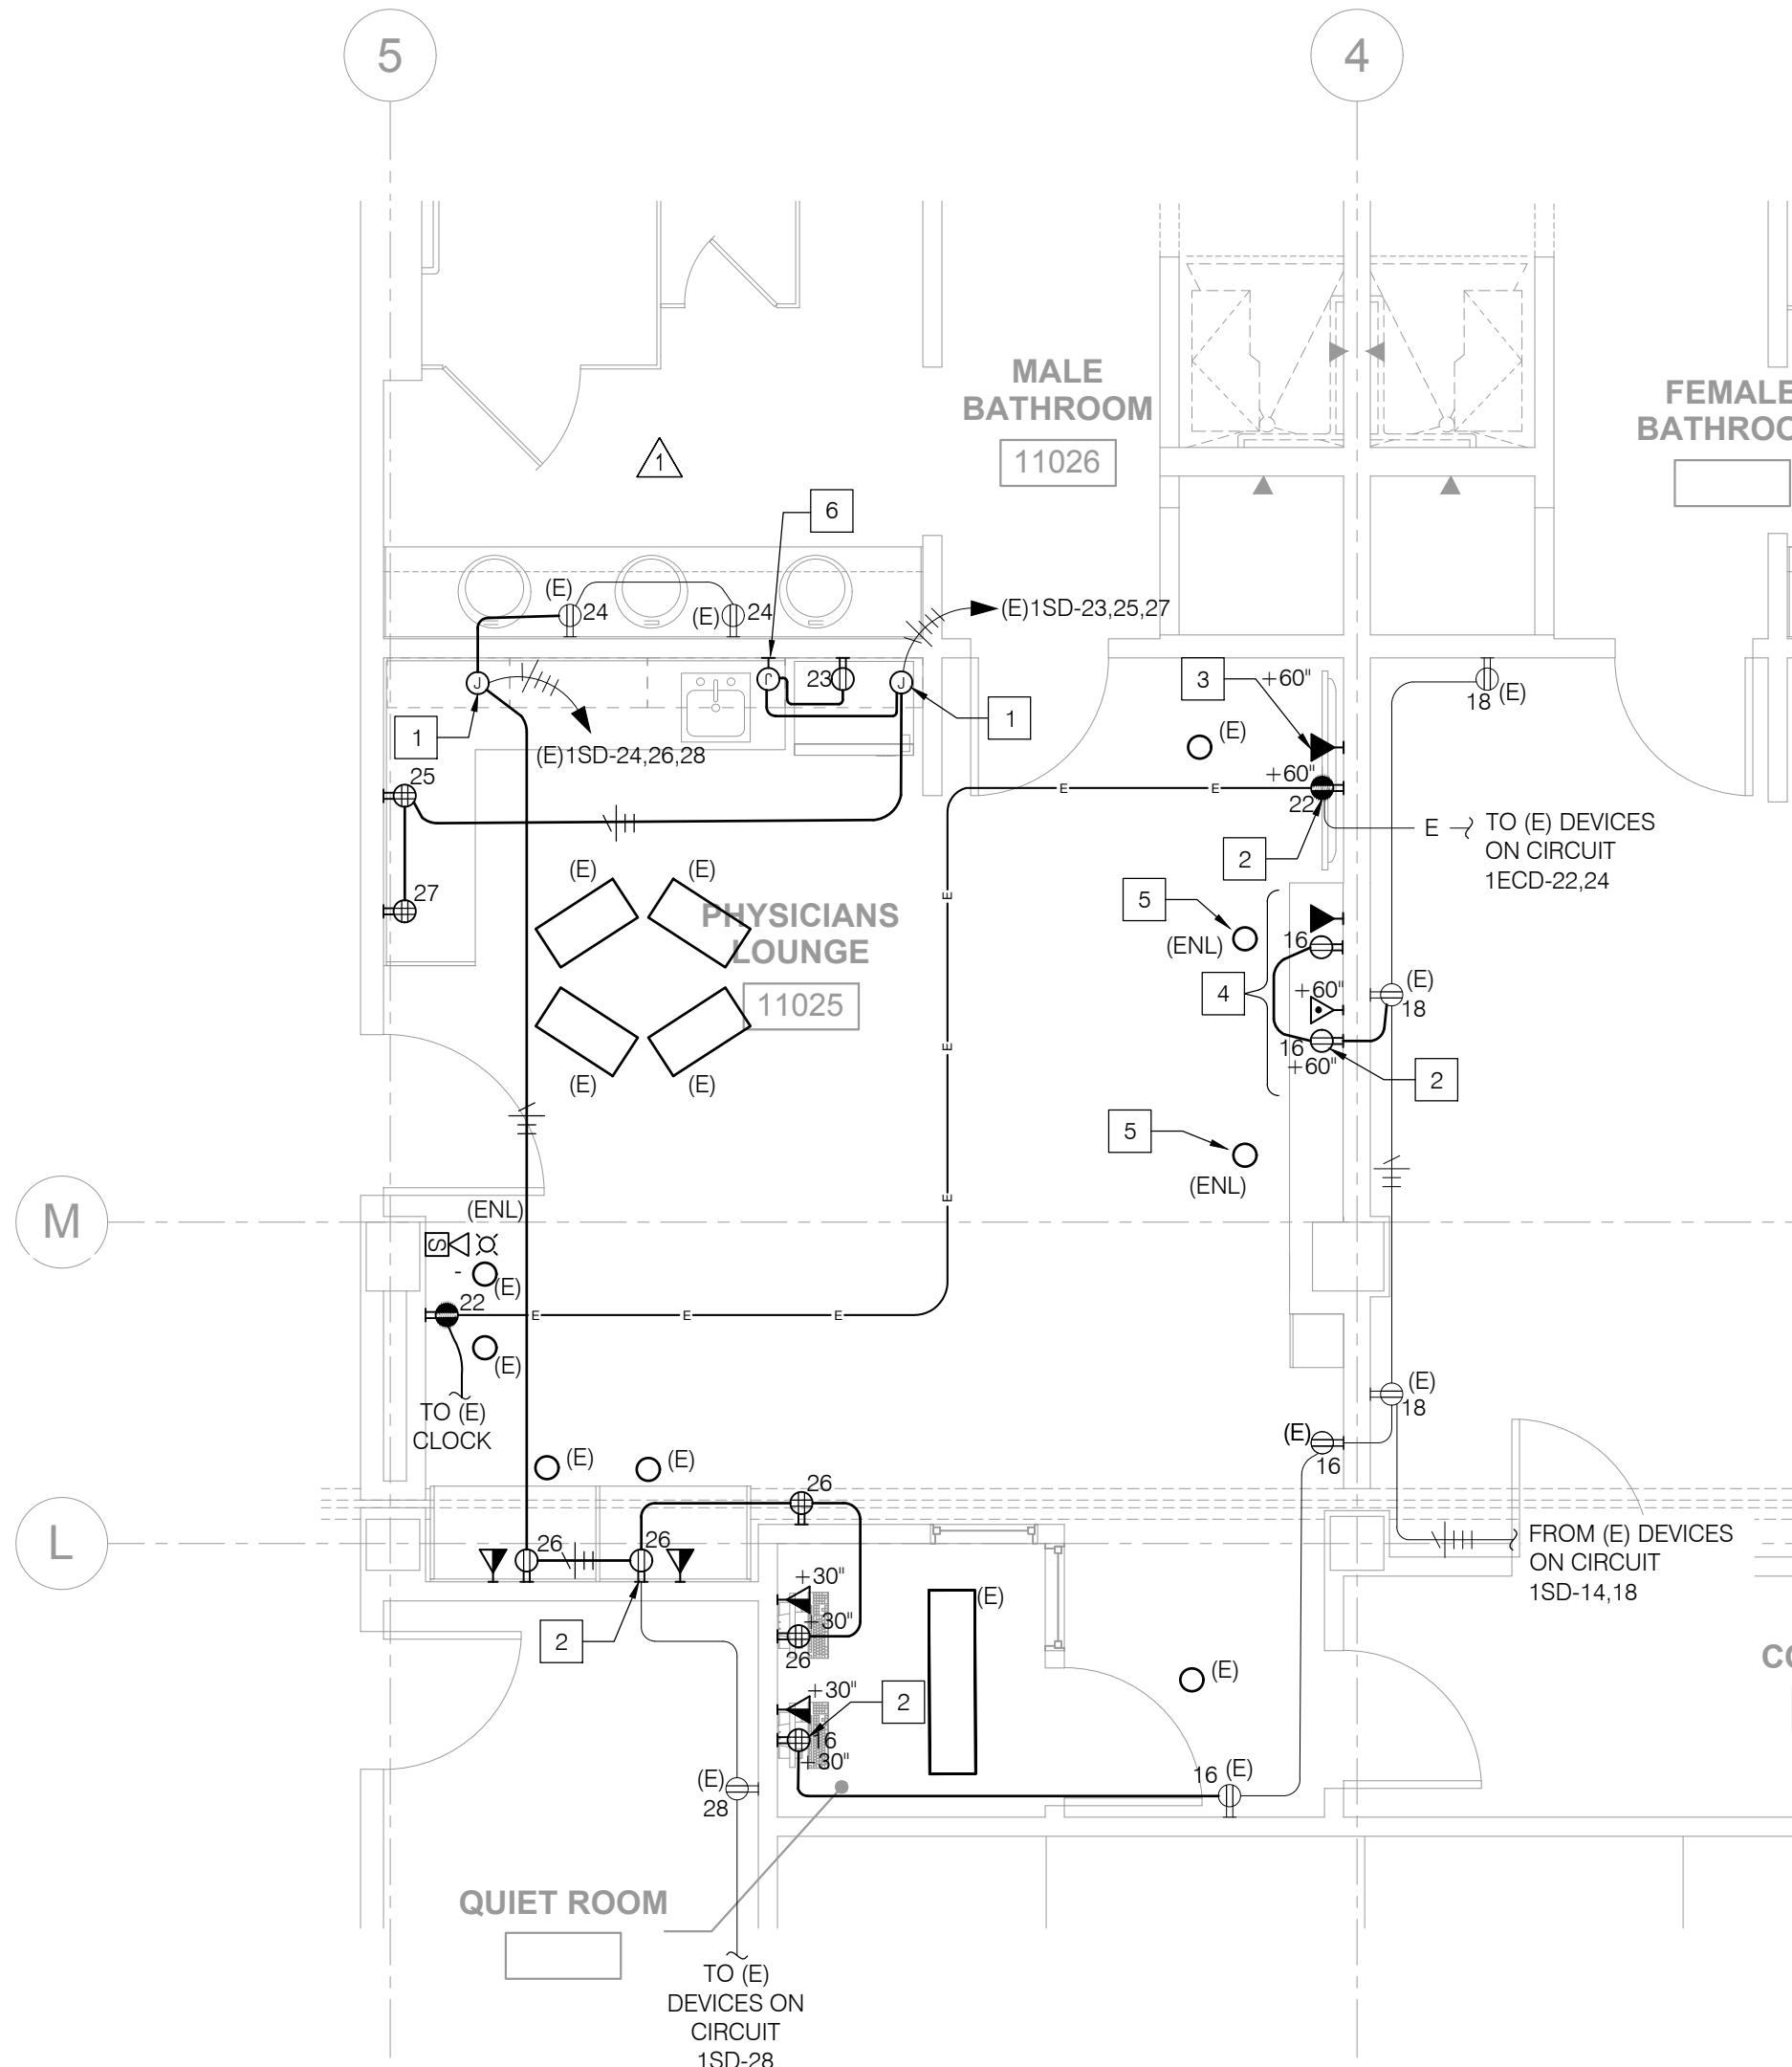 5
4
MALE
BATHROOM
11026
FEMALE
1
6
(E)
24
(E)
24
(E)1SD-23,25,27
J
23
J
1
1
(E)1SD-24,26,28
3
+60"
18
(E)
(E)
+60"
22
E
E
25
E
TO (E) DEVICES
ON CIRCUIT
1ECD-22,24
2
27
(E)
(E)
E
PHYSICIANS
LOUNGE
11025
5
(ENL)
16
4
+60"
(E)
18
16
+60"
2
E
(E)
(E)
5
(ENL)
E
M
(ENL)
S
-
(E)
22
E
E
E
(E)
TO (E)
CLOCK
(E)
18
(E)
16
(E)
(E)
26
L
26
26
FROM (E) DEVICES
ON CIRCUIT
1SD-14,18
+30"
(E)
+30"
26
2
+30"
2
16
+30"
(E)
(E)
28
16
(E)
QUIET ROOM
TO (E)
DEVICES ON
CIRCUIT
1SD-28